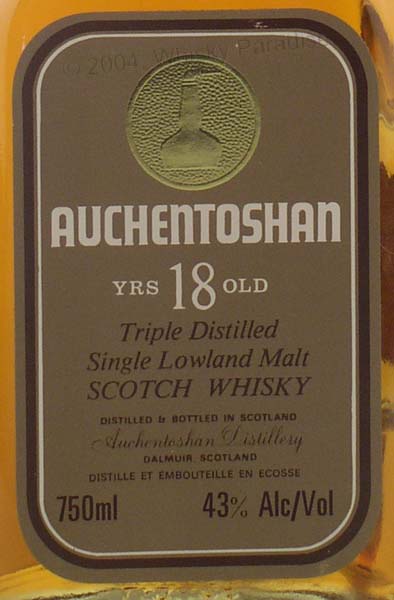 © 2004, Whisky Paradise
AUCHENTOSHAN
YRS 18 OLD
Triple Distilled
Single Lowland Malt
SCOTCH WHISKY
DISTILLED & BOTTLED IN SCOTLAND
Auchentoshan Distillery
DALMUIR, SCOTLAND
DISTILLE ET EMBOUTEILLE EN ECOSSE
750ml 43% Alc/Vol